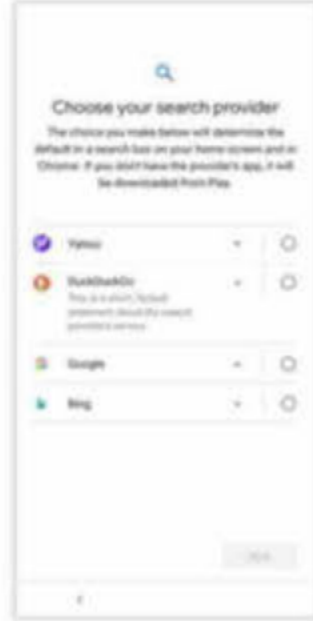 Choose your search provider
The choice you make below will determine the
default in a search box on your home screen and in
Chrome. If you don't have the provider's app, it will
be downloaded from Play.
Yahoo
DuckDuckGo
This is a short, factual
statement about the search
provider's service.
Google
Bing